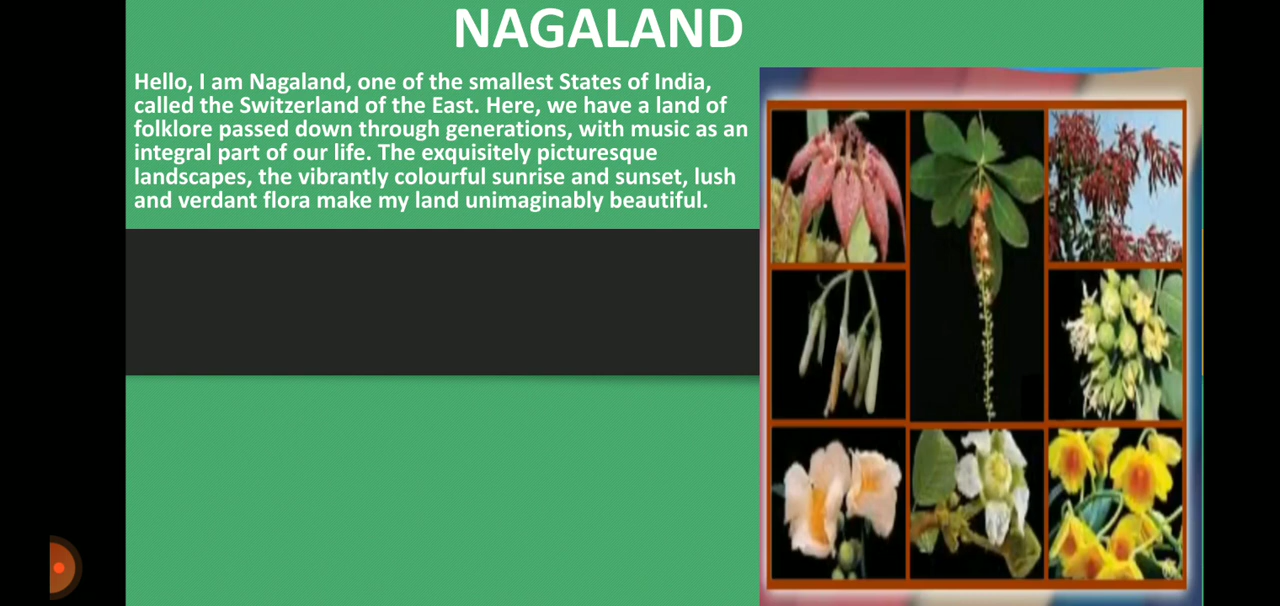 NAGALAND
Hello, I am Nagaland, one of the smallest States of India,
called the Switzerland of the East. Here, we have a land of
folklore passed down through generations, with music as an
integral part of our life. The exquisitely picturesque
landscapes, the vibrantly colourful sunrise and sunset, lush
and verdant flora make my land unimaginably beautiful.